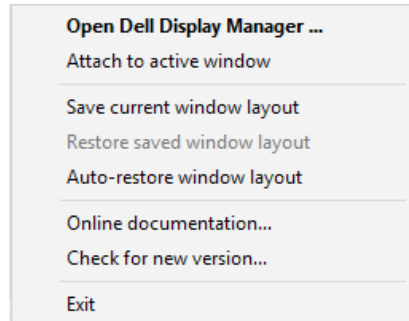 Open Dell Display Manager ...
Attach to active window
Save current window layout
Restore saved window layout
Auto-restore window layout
Online documentation...
Check for new version...
Exit